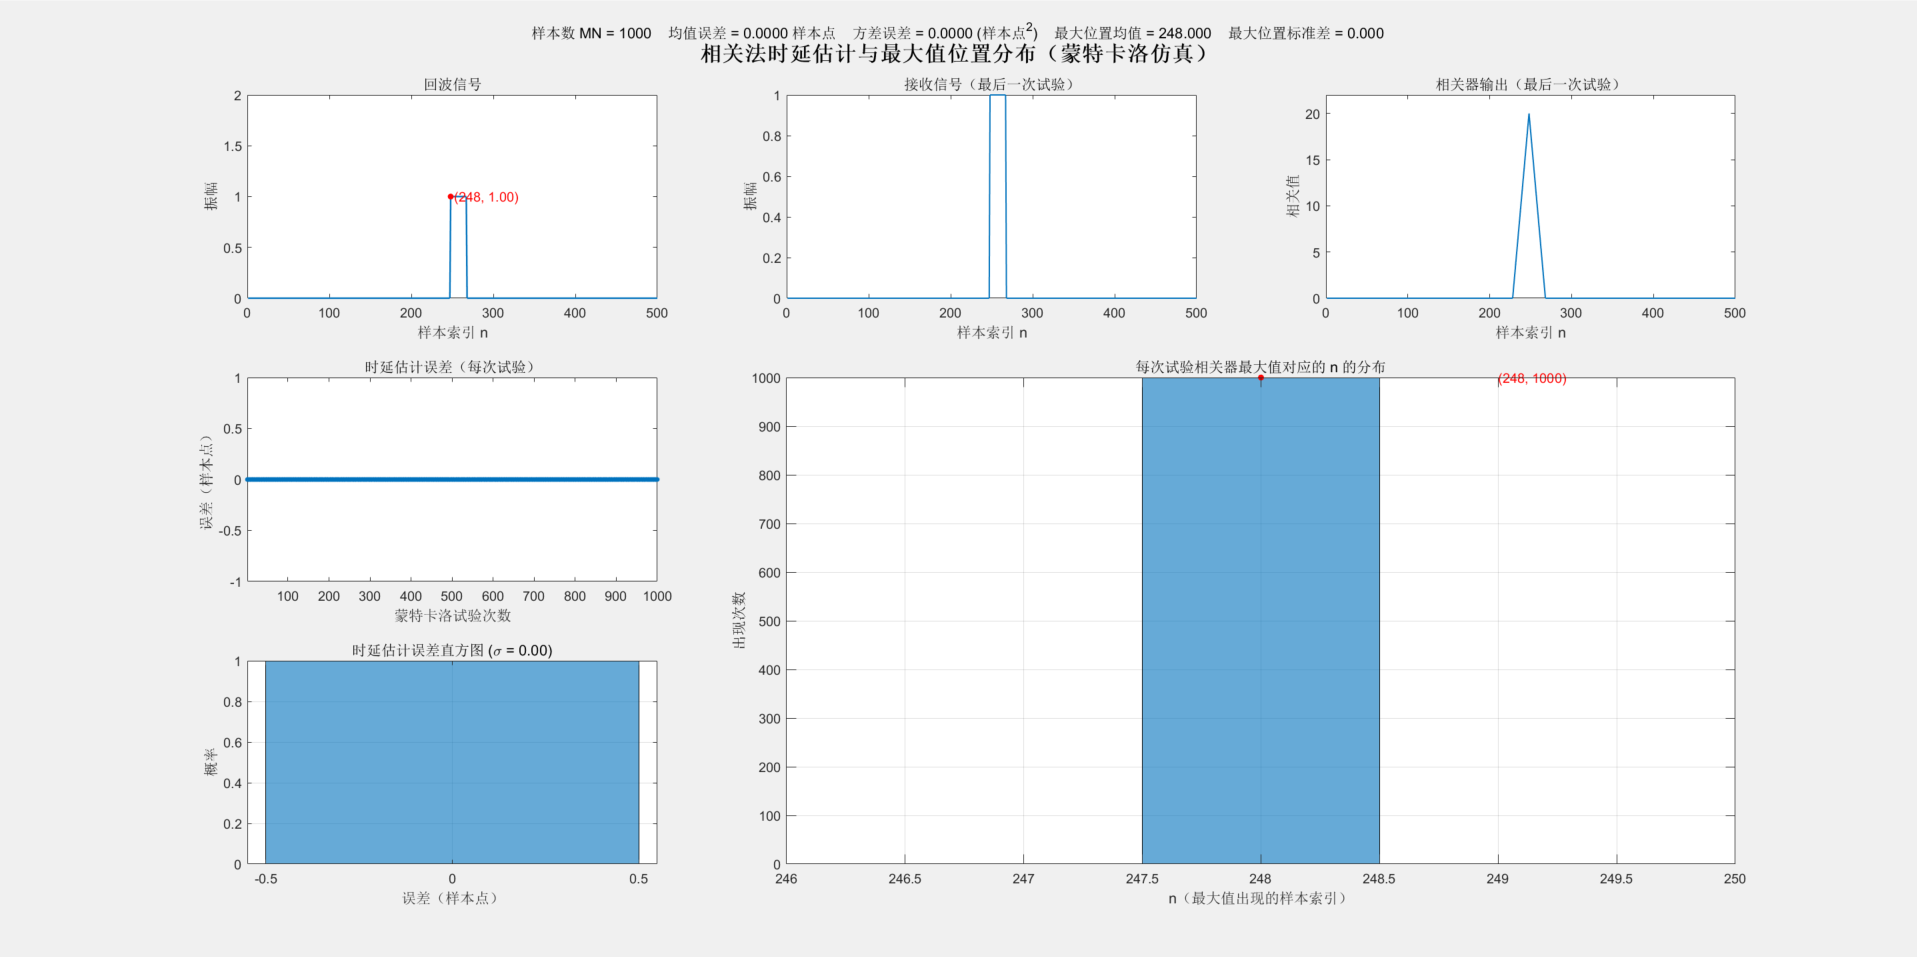 样本数 MN = 1000 均值误差 = 0.0000 样本点 方差误差 = 0.0000 (样本点²) 最大位置均值 = 248.000 最大位置标准差 = 0.000
相关法时延估计与最大值位置分布（蒙特卡洛仿真）
回波信号
2
1.5
1
0.5
0
振幅
(248, 1.00)
0 100 200 300 400 500
样本索引 n
接收信号（最后一次试验）
1
0.8
0.6
0.4
0.2
0
振幅
0 100 200 300 400 500
样本索引 n
相关器输出（最后一次试验）
20
15
10
5
0
相关值
0 100 200 300 400 500
样本索引 n
时延估计误差（每次试验）
1
0.5
0
-0.5
-1
误差（样本点）
100 200 300 400 500 600 700 800 900 1000
蒙特卡洛试验次数
时延估计误差直方图 (σ = 0.00)
1
0.8
0.6
0.4
0.2
0
概率
-0.5 0 0.5
误差（样本点）
每次试验相关器最大值对应的 n 的分布
1000
900
800
700
600
500
400
300
200
100
0
出现次数
(248, 1000)
246 246.5 247 247.5 248 248.5 249 249.5 250
n（最大值出现的样本索引）